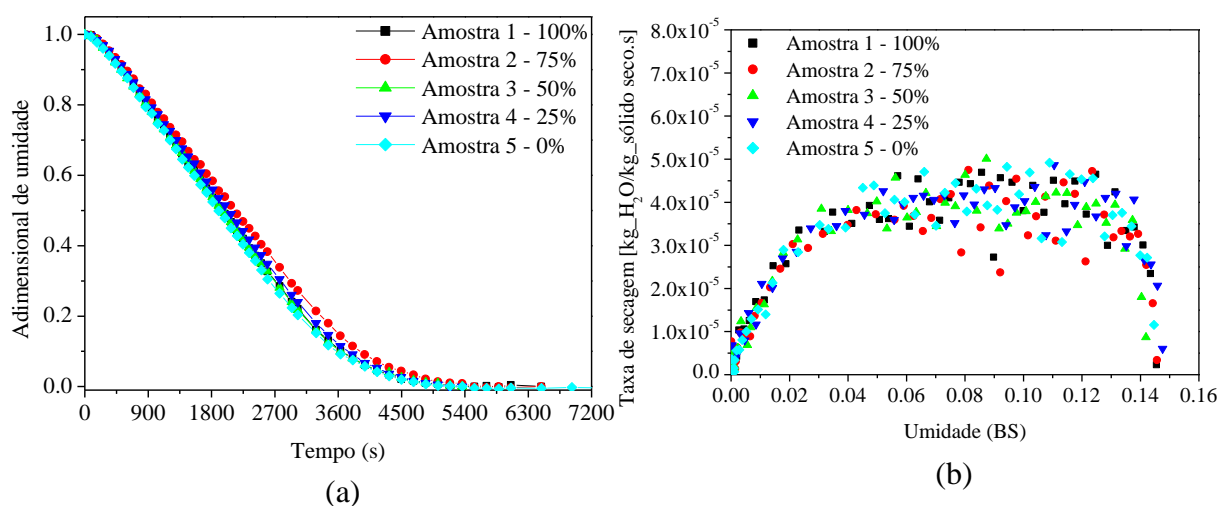 1.0
0.8
0.6
0.4
0.2
0.0
Adimensional de umidade
Amostra 1 - 100%
Amostra 2 - 75%
Amostra 3 - 50%
Amostra 4 - 25%
Amostra 5 - 0%
0 900 1800 2700 3600 4500 5400 6300 7200
Tempo (s)
(a)
8.0x10⁻⁵
7.0x10⁻⁵
6.0x10⁻⁵
5.0x10⁻⁵
4.0x10⁻⁵
3.0x10⁻⁵
2.0x10⁻⁵
1.0x10⁻⁵
0.0
Taxa de secagem [kg_H₂O/kg_sólido seco.s]
Amostra 1 - 100%
Amostra 2 - 75%
Amostra 3 - 50%
Amostra 4 - 25%
Amostra 5 - 0%
0.00 0.02 0.04 0.06 0.08 0.10 0.12 0.14 0.16
Umidade (BS)
(b)